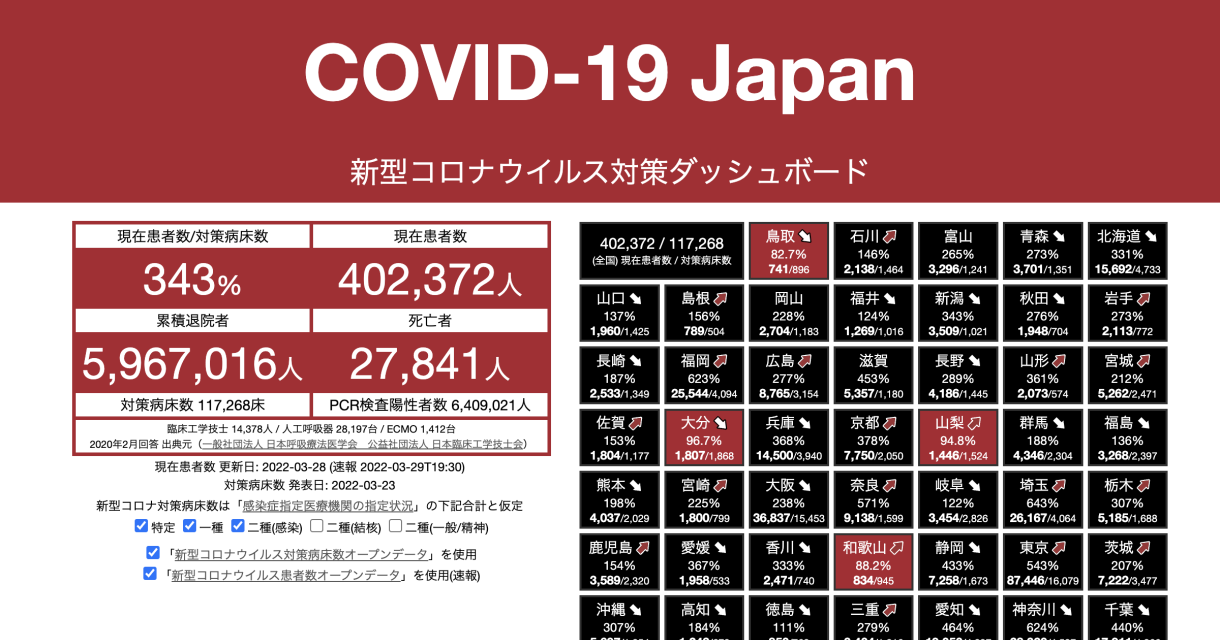 COVID-19 Japan
新型コロナウイルス対策ダッシュボード
現在患者数/対策病床数
現在患者数
343%
402,372人
累積退院者
死亡者
5,967,016人
27,841人
対策病床数 117,268床
PCR検査陽性者数 6,409,021人
臨床工学技士 14,378人 / 人工呼吸器 28,197台 / ECMO 1,412台
2020年2月回答 出典元（一般社団法人 日本呼吸療法医学会　公益社団法人 日本臨床工学技士会）
現在患者数 更新日: 2022-03-28 (速報 2022-03-29T19:30)
対策病床数 発表日: 2022-03-23
新型コロナ対策病床数は「感染症指定医療機関の指定状況」の下記合計と仮定
特定 一種 二種(感染) 二種(結核) 二種(一般/精神)
「新型コロナウイルス対策病床数オープンデータ」を使用
「新型コロナウイルス患者数オープンデータ」を使用(速報)
402,372 / 117,268
(全国) 現在患者数 / 対策病床数
鳥取
82.7%
741/896
石川
146%
2,138/1,464
富山
265%
3,296/1,241
青森
273%
3,701/1,351
北海道
331%
15,692/4,733
山口
137%
1,960/1,425
島根
156%
789/504
岡山
228%
2,704/1,183
福井
124%
1,269/1,016
新潟
343%
3,509/1,021
秋田
276%
1,948/704
岩手
273%
2,113/772
長崎
187%
2,533/1,349
福岡
623%
25,544/4,094
広島
277%
8,765/3,154
滋賀
453%
5,357/1,180
長野
289%
4,186/1,445
山形
361%
2,073/574
宮城
212%
5,262/2,471
佐賀
153%
1,804/1,177
大分
96.7%
1,807/1,868
兵庫
368%
14,500/3,940
京都
378%
7,750/2,050
山梨
94.8%
1,446/1,524
群馬
188%
4,346/2,304
福島
136%
3,268/2,397
熊本
198%
4,037/2,029
宮崎
225%
1,800/799
大阪
238%
36,837/15,453
奈良
571%
9,138/1,599
岐阜
122%
3,454/2,826
埼玉
643%
26,167/4,064
栃木
307%
5,185/1,688
鹿児島
154%
3,589/2,320
愛媛
367%
1,958/533
香川
333%
2,471/740
和歌山
88.2%
834/945
静岡
433%
7,258/1,673
東京
543%
87,446/16,079
茨城
207%
7,222/3,477
沖縄
307%
高知
184%
徳島
111%
三重
279%
愛知
464%
神奈川
624%
千葉
440%